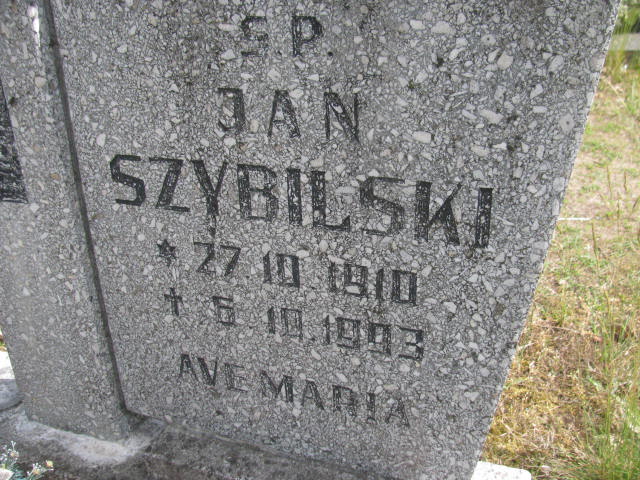 S.P.
JAN
SZYBILSKI
* 27.10.1910
† 6.10.1993
AVE MARIA